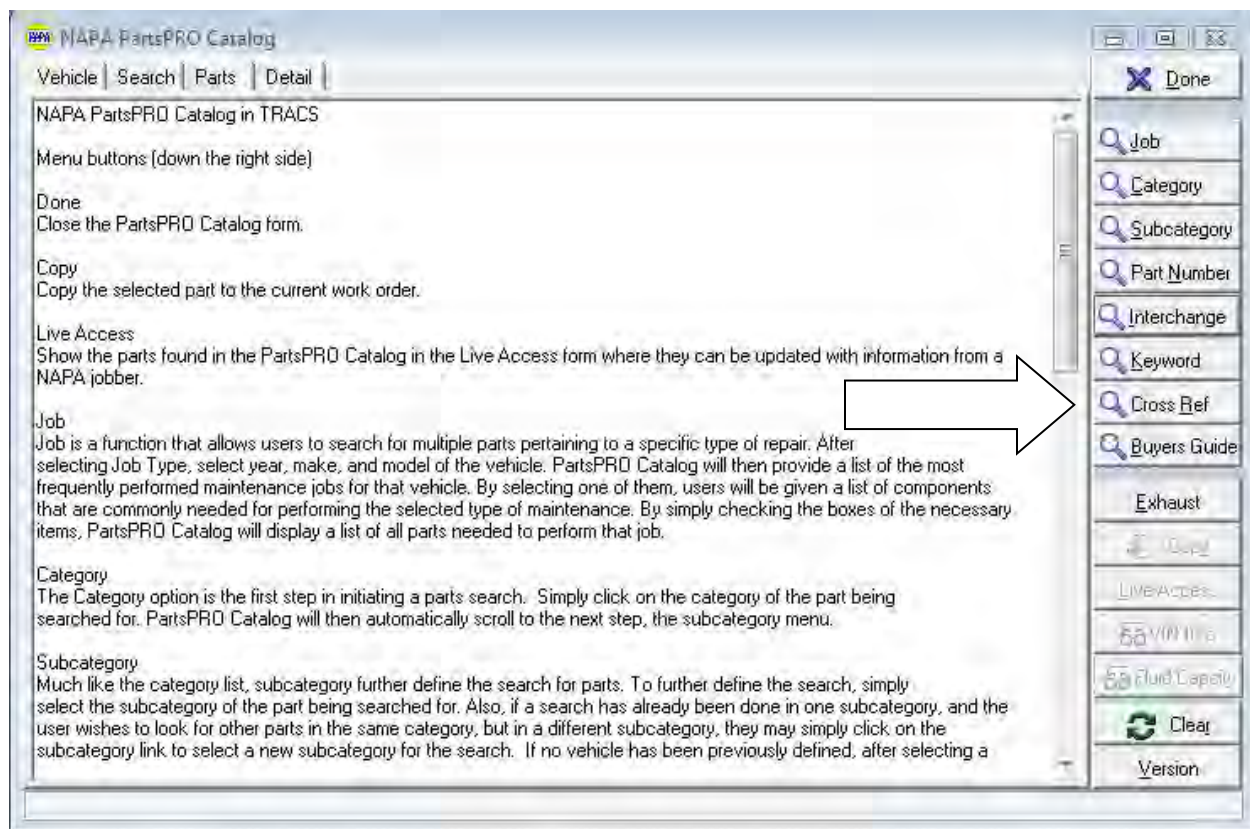 NAPA PartsPRO Catalog
Vehicle Search Parts Detail
NAPA PartsPRO Catalog in TRACS
Menu buttons (down the right side)
Done
Close the PartsPRO Catalog form.
Copy
Copy the selected part to the current work order.
Live Access
Show the parts found in the PartsPRO Catalog in the Live Access form where they can be updated with information from a
NAPA jobber.
Job
Job is a function that allows users to search for multiple parts pertaining to a specific type of repair. After
selecting Job Type, select year, make, and model of the vehicle. PartsPRO Catalog will then provide a list of the most
frequently performed maintenance jobs for that vehicle. By selecting one of them, users will be given a list of components
that are commonly needed for performing the selected type of maintenance. By simply checking the boxes of the necessary
items, PartsPRO Catalog will display a list of all parts needed to perform that job.
Category
The Category option is the first step in initiating a parts search. Simply click on the category of the part being
searched for. PartsPRO Catalog will then automatically scroll to the next step, the subcategory menu.
Subcategory
Much like the category list, subcategory further define the search for parts. To further define the search, simply
select the subcategory of the part being searched for. Also, if a search has already been done in one subcategory, and the
user wishes to look for other parts in the same category, but in a different subcategory, they may simply click on the
subcategory link to select a new subcategory for the search. If no vehicle has been previously defined, after selecting a
Done
Job
Category
Subcategory
Part Number
Interchange
Keyword
Cross Ref
Buyers Guide
Exhaust
Copy
Live Acces
VIN
Fluid
Clear
Version